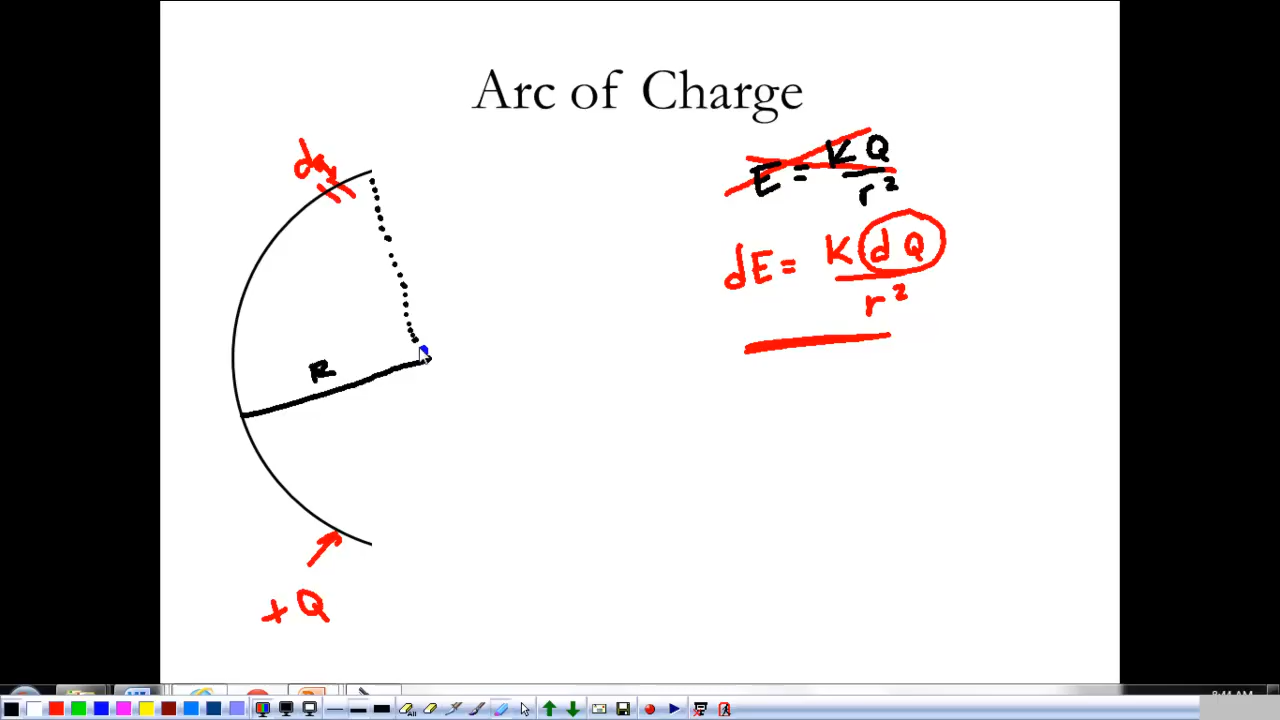 Arc of Charge
dq
E = KQ/r²
dE = K dQ/r²
R
+Q